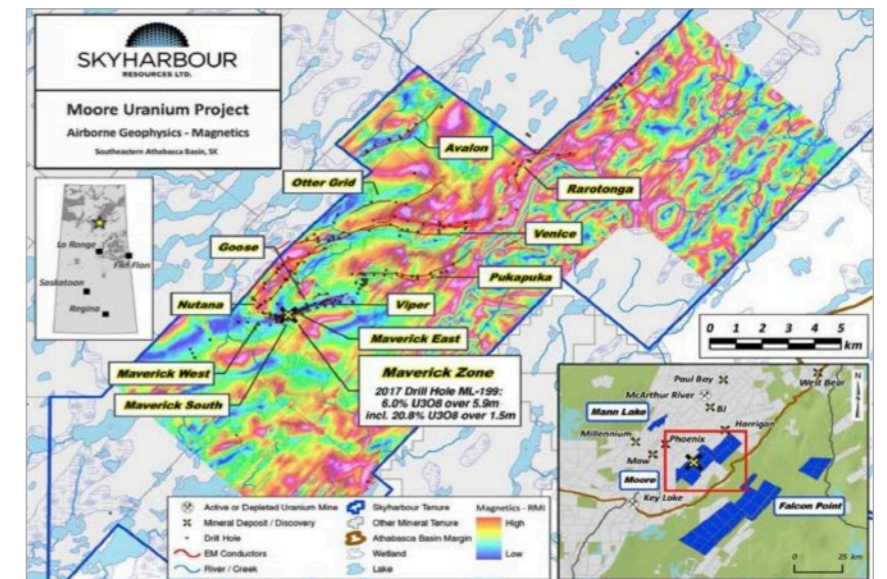 SKYHARBOUR
RESOURCES LTD.
Moore Uranium Project
Airborne Geophysics - Magnetics
Southeastern Athabasca Basin, SK
La Ronge
Flin Flon
Saskatoon
Regina
Avalon
Otter Grid
Rarotonga
Goose
Venice
Pukapuka
Nutana
Viper
Maverick East
Maverick West
Maverick South
Maverick Zone
2017 Drill Hole ML-199:
6.0% U3O8 over 5.9m
incl. 20.8% U3O8 over 1.5m
0 1 2 3 4 5
km
Paul Bay
West Bear
N
McArthur River
BJ
Mann Lake
Harrigan
Millennium
Phoenix
Maw
Moore
Key Lake
Falcon Point
0 25 km
Active or Depleted Uranium Mine
Mineral Deposit / Discovery
Drill Hole
EM Conductors
River / Creek
Skyharbour Tenure
Other Mineral Tenure
Athabasca Basin Margin
Wetland
Lake
Magnetics - RMI
High
Low